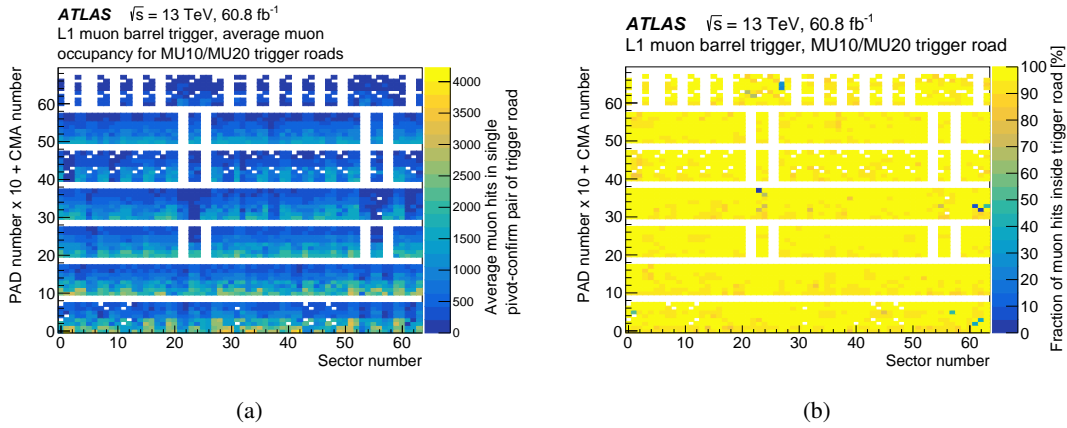 ATLAS √s = 13 TeV, 60.8 fb⁻¹
L1 muon barrel trigger, average muon
occupancy for MU10/MU20 trigger roads
PAD number x 10 + CMA number
60
50
40
30
20
10
0
0 10 20 30 40 50 60
Sector number
4000
3500
3000
2500
2000
1500
1000
500
0
Average muon hits in single
pivot-confirm pair of trigger road
(a)
ATLAS √s = 13 TeV, 60.8 fb⁻¹
L1 muon barrel trigger, MU10/MU20 trigger road
PAD number x 10 + CMA number
60
50
40
30
20
10
0
0 10 20 30 40 50 60
Sector number
100
90
80
70
60
50
40
30
20
10
0
Fraction of muon hits inside trigger road [%]
(b)